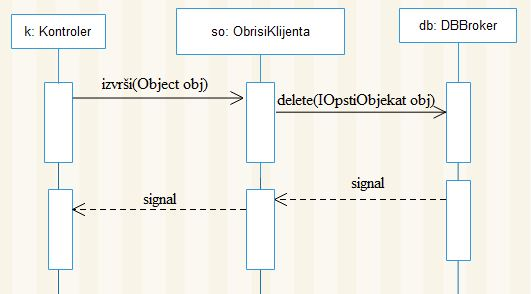 k: Kontroler
so: ObrisiKlijenta
db: DBBroker
izvrši(Object obj)
delete(IOpstiObjekat obj)
signal
signal